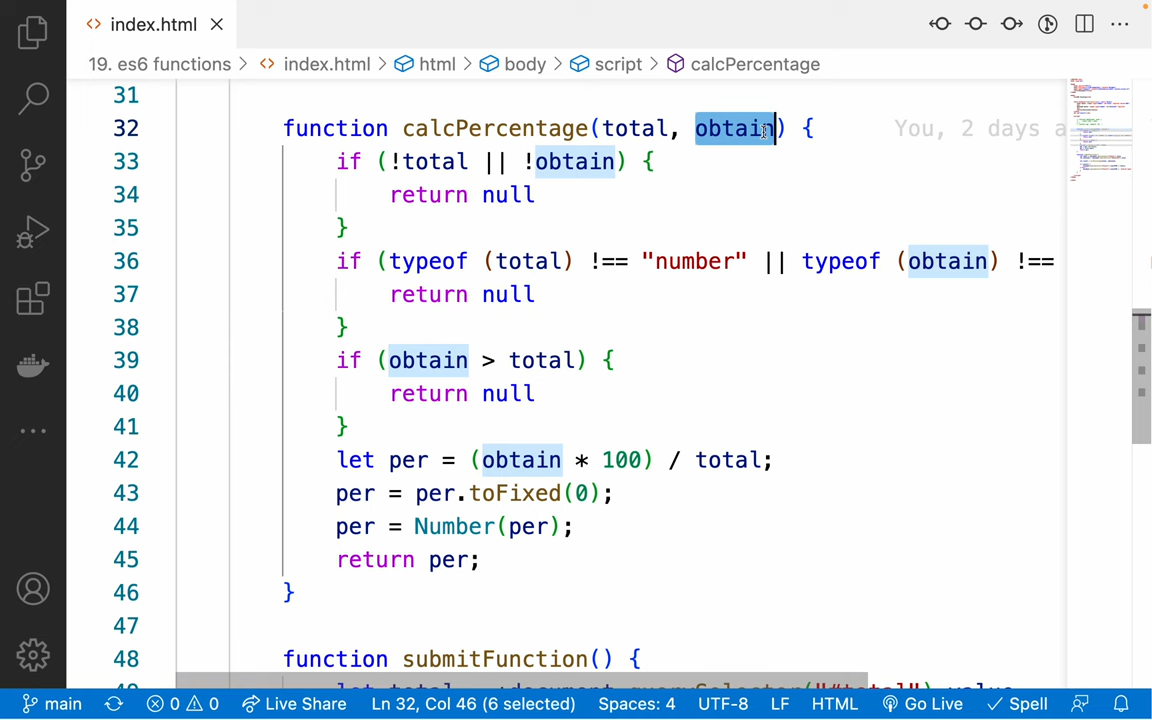 index.html
19. es6 functions > index.html > html > body > script > calcPercentage
31
32 function calcPercentage(total, obtain) { You, 2 days a
33 if (!total || !obtain) {
34 return null
35 }
36 if (typeof (total) !== "number" || typeof (obtain) !==
37 return null
38 }
39 if (obtain > total) {
40 return null
41 }
42 let per = (obtain * 100) / total;
43 per = per.toFixed(0);
44 per = Number(per);
45 return per;
46 }
47
48 function submitFunction() {
main 0 0 Live Share Ln 32, Col 46 (6 selected) Spaces: 4 UTF-8 LF HTML Go Live Spell